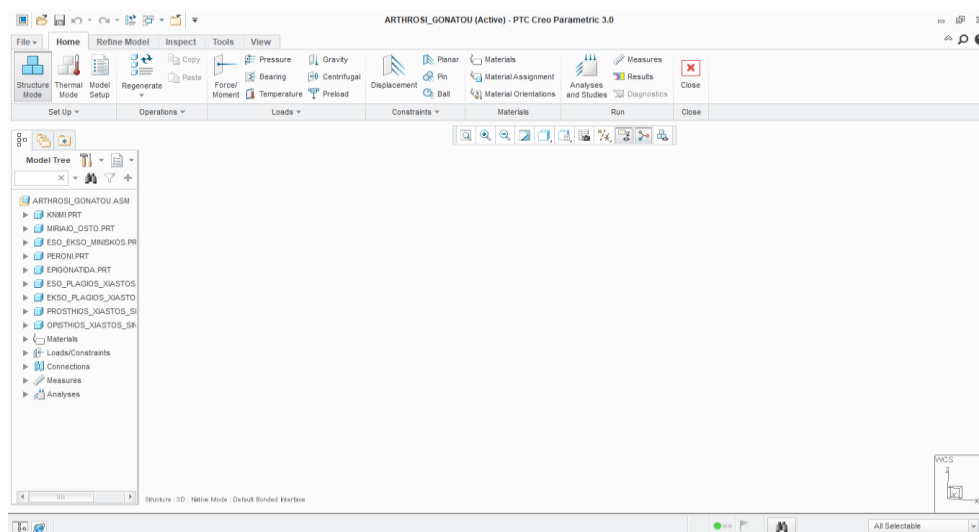 ARTHROSI_GONATOU (Active) - PTC Creo Parametric 3.0
File Home Refine Model Inspect Tools View
Structure Mode
Thermal Mode
Model Setup
Set Up
Regenerate
Copy
Paste
Operations
Force/Moment
Pressure
Bearing
Temperature
Gravity
Centrifugal
Preload
Loads
Displacement
Planar
Pin
Ball
Constraints
Materials
Material Assignment
Material Orientations
Materials
Analyses and Studies
Measures
Results
Diagnostics
Run
Close
Close
Model Tree
ARTHROSI_GONATOU.ASM
KNIMI.PRT
MIRIAIO_OSTO.PRT
ESO_EKSO_MINISKOS.PR
PERONI.PRT
EPIGONATIDA.PRT
ESO_PLAGIOS_XIASTOS
EKSO_PLAGIOS_XIASTO
PROSTHIOS_XIASTOS_SI
OPISTHIOS_XIASTOS_SIN
Materials
Loads/Constraints
Connections
Measures
Analyses
Structure : 3D : Native Mode : Default Bonded Interface
WCS
Z
X
All Selectable